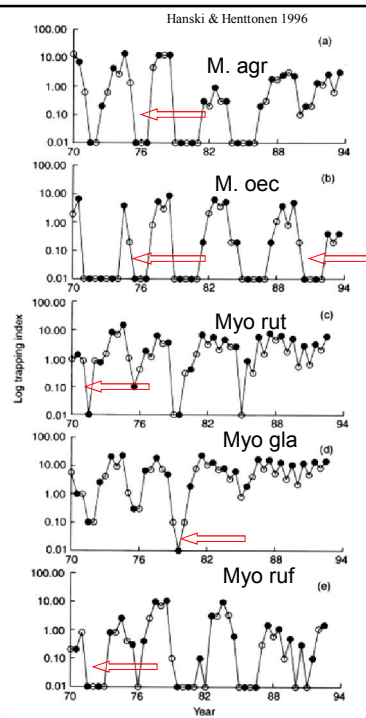 Hanski & Henttonen 1996
(a)
M. agr
100.00
10.00
1.00
0.10
0.01
70 76 82 88 94
(b)
M. oec
100.00
10.00
1.00
0.10
0.01
70 76 82 88 94
Log trapping index
(c)
Myo rut
100.00
10.00
1.00
0.10
0.01
70 76 82 88 94
(d)
Myo gla
100.00
10.00
1.00
0.10
0.01
70 76 82 88 94
(e)
Myo ruf
100.00
10.00
1.00
0.10
0.01
70 76 82 88 94
Year